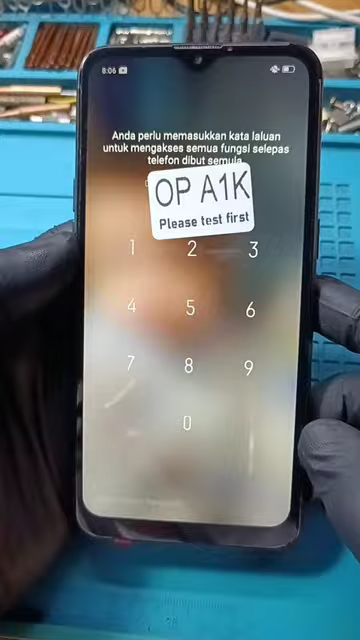 8:06
Anda perlu memasukkan kata laluan
untuk mengakses semua fungsi selepas
telefon dibut semula
OP A1K
Please test first
1 2 3
4 5 6
7 8 9
0